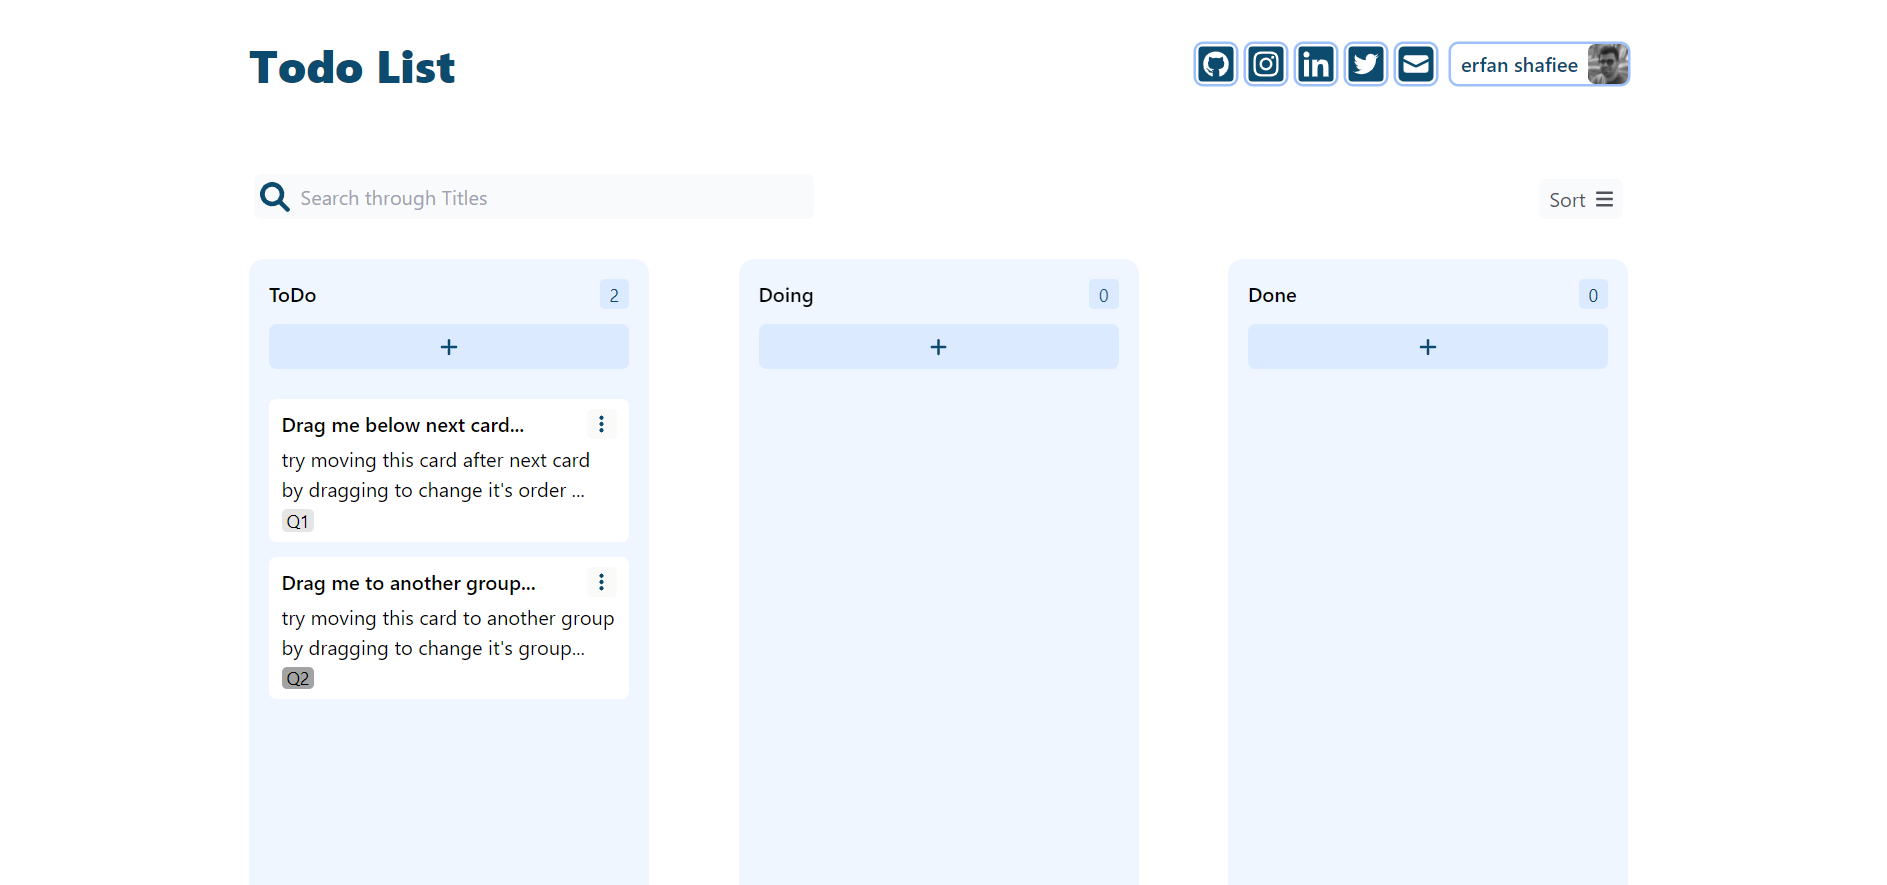 Todo List
erfan shafiee
Search through Titles
Sort
ToDo
2
Drag me below next card...
try moving this card after next card
by dragging to change it's order ...
Q1
Drag me to another group...
try moving this card to another group
by dragging to change it's group...
Q2
Doing
0
Done
0